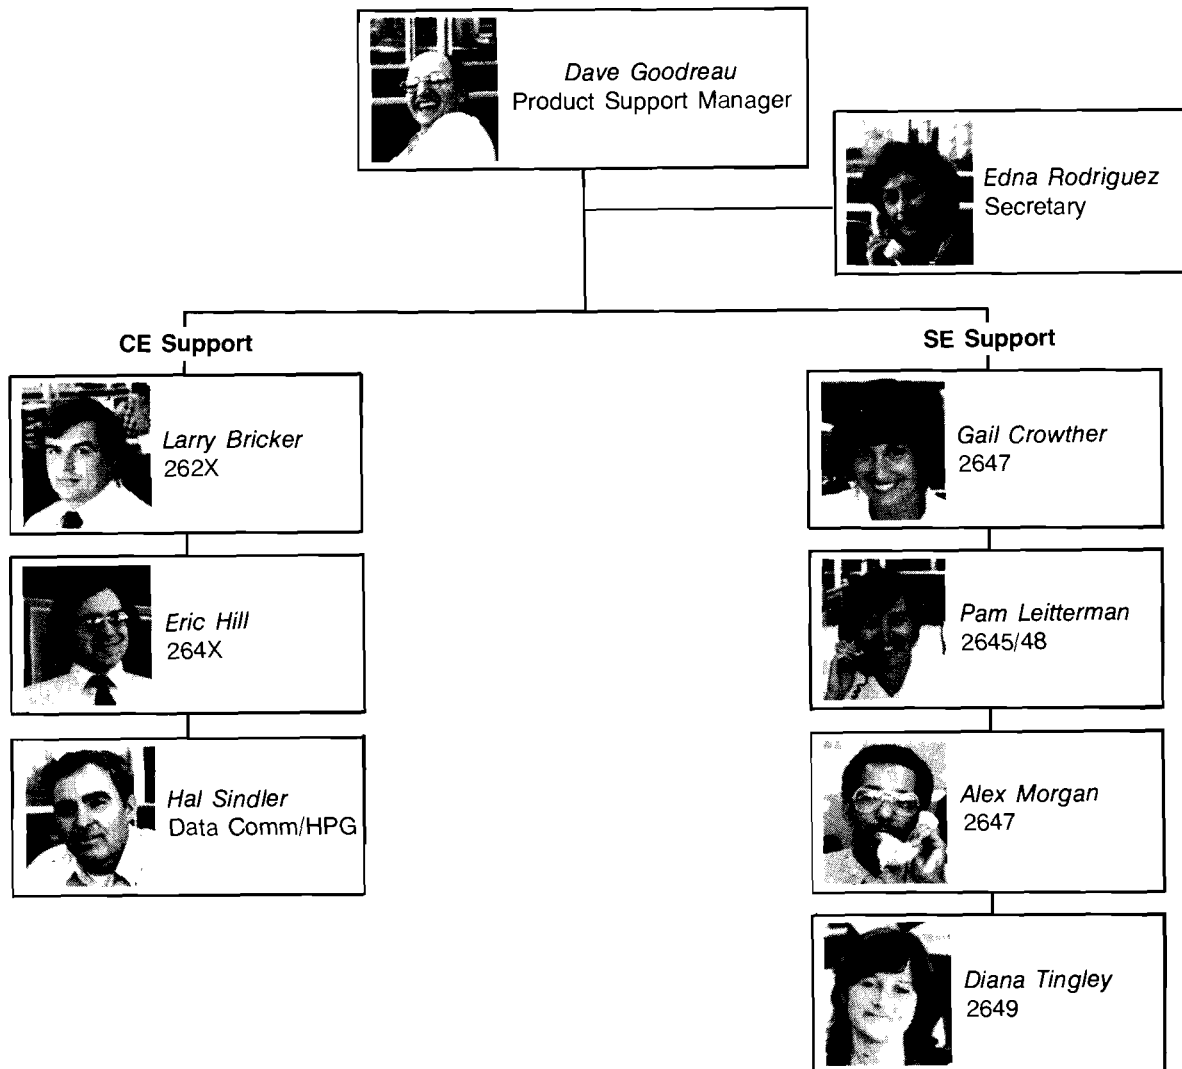 Dave Goodreau
Product Support Manager
Edna Rodriguez
Secretary
CE Support
SE Support
Larry Bricker
262X
Gail Crowther
2647
Eric Hill
264X
Pam Leitterman
2645/48
Hal Sindler
Data Comm/HPG
Alex Morgan
2647
Diana Tingley
2649